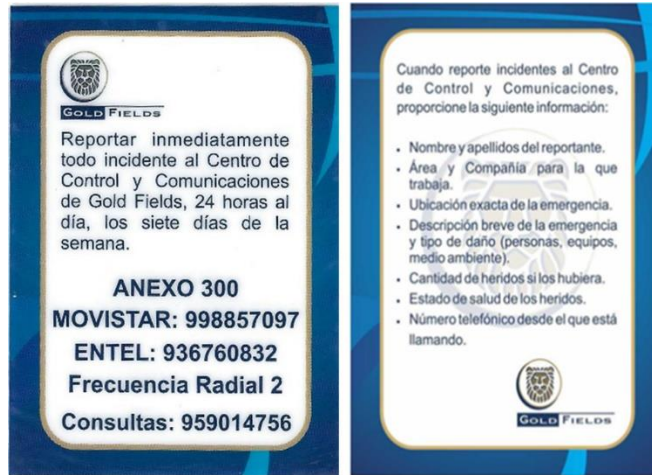 GOLD FIELDS
Reportar inmediatamente
todo incidente al Centro de
Control y Comunicaciones
de Gold Fields, 24 horas al
día, los siete días de la
semana.
ANEXO 300
MOVISTAR: 998857097
ENTEL: 936760832
Frecuencia Radial 2
Consultas: 959014756
Cuando reporte incidentes al Centro
de Control y Comunicaciones,
proporcione la siguiente información:
• Nombre y apellidos del reportante.
• Área y Compañía para la que
trabaja.
• Ubicación exacta de la emergencia.
• Descripción breve de la emergencia
y tipo de daño (personas, equipos,
medio ambiente).
• Cantidad de heridos si los hubiera.
• Estado de salud de los heridos.
• Número telefónico desde el que está
llamando.
GOLD FIELDS